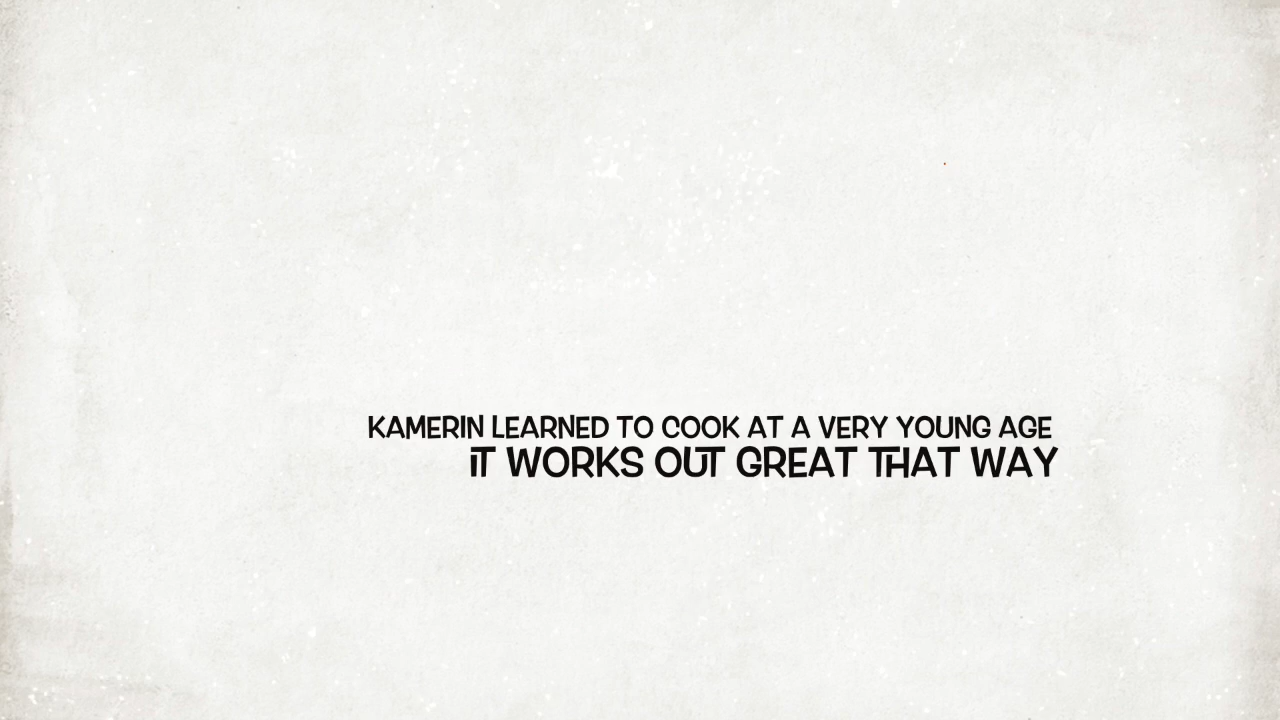 KAMERIN LEARNED TO COOK AT A VERY YOUNG AGE
IT WORKS OUT GREAT THAT WAY